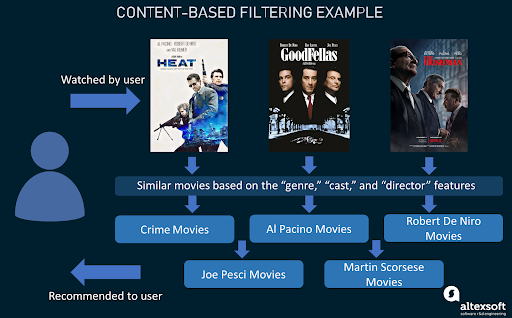 CONTENT-BASED FILTERING EXAMPLE
Watched by user
AL PACINO
ROBERT DE NIRO
VAL KILMER
HEAT
GOODFELLAS
Similar movies based on the “genre,” “cast,” and “director” features
Crime Movies
Al Pacino Movies
Robert De Niro
Movies
Joe Pesci Movies
Martin Scorsese
Movies
Recommended to user
altexsoft
software r&d engineering